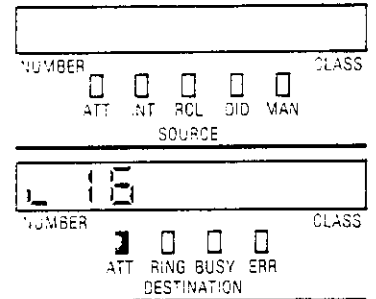 NUMBER CLASS
ATT INT RCL DID MAN
SOURCE
16
NUMBER CLASS
ATT RING BUSY ERR
DESTINATION